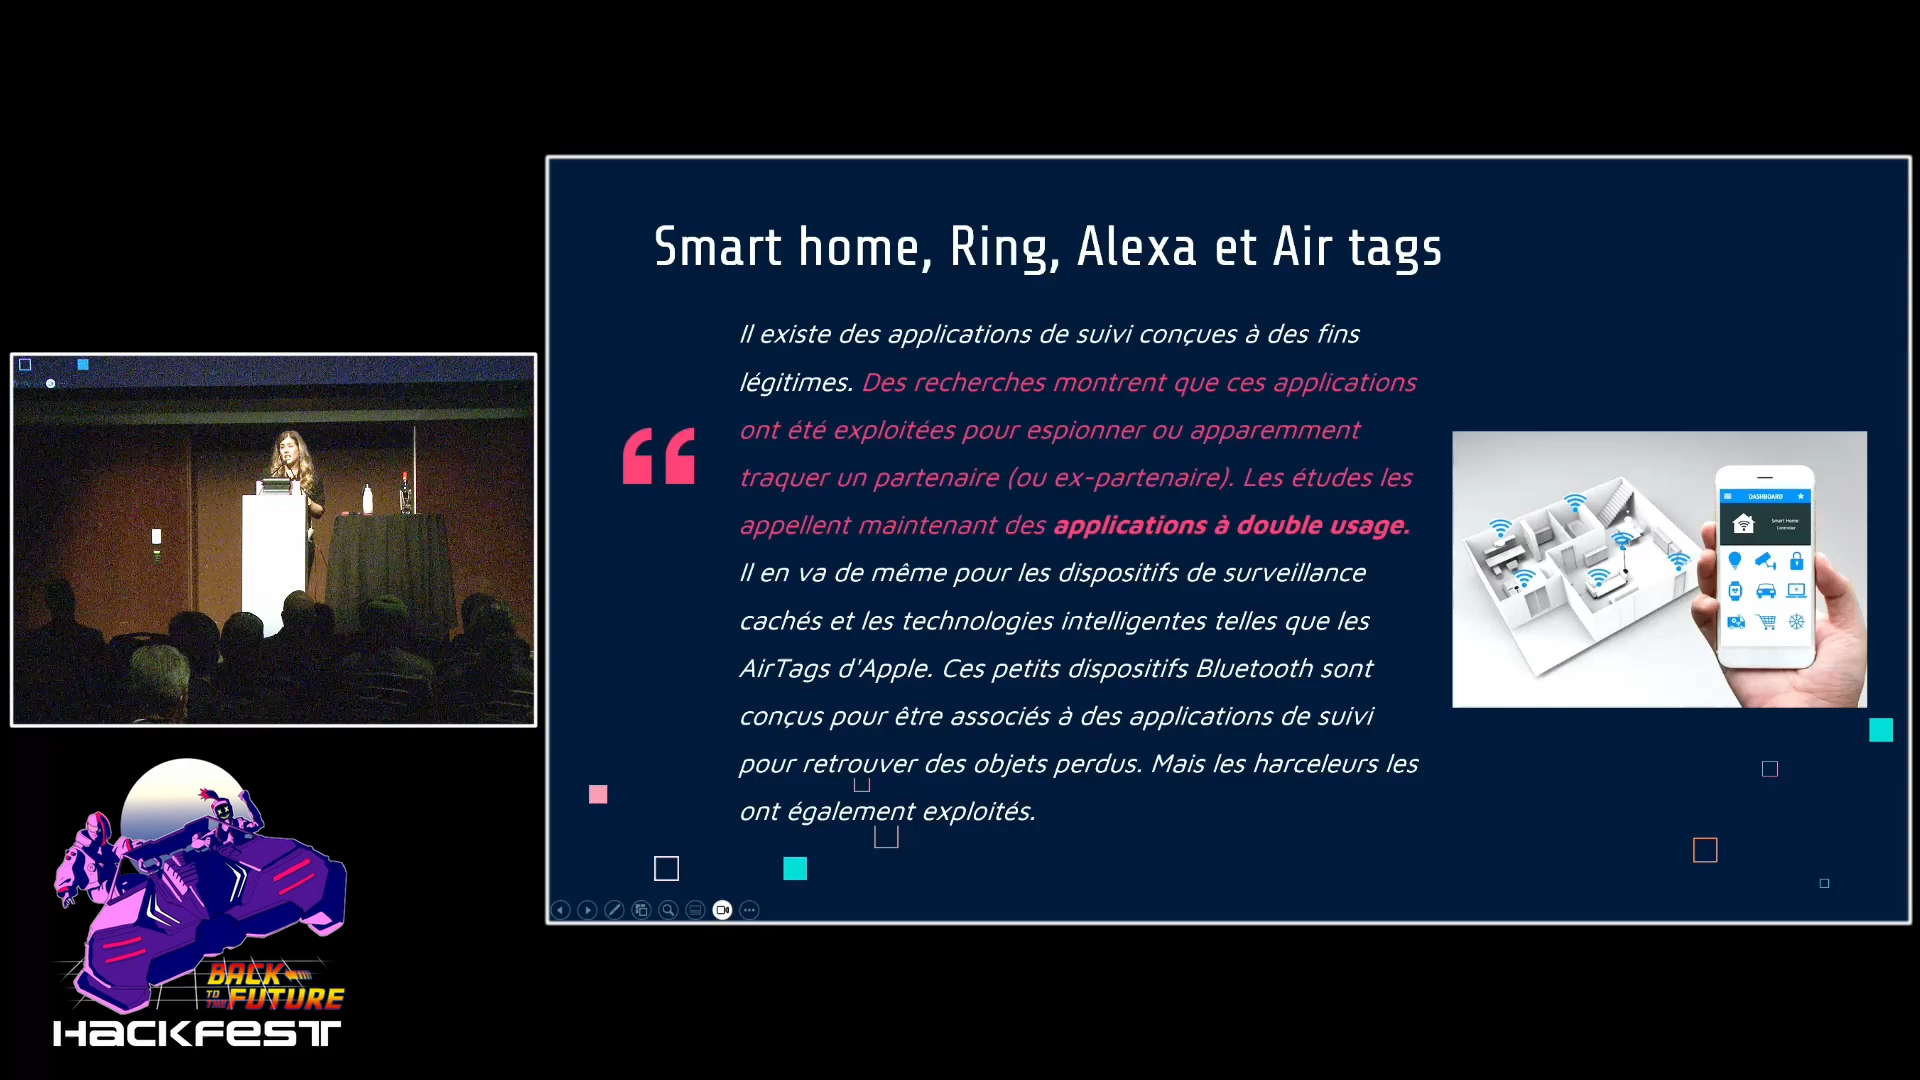 Smart home, Ring, Alexa et Air tags
Il existe des applications de suivi conçues à des fins
légitimes. Des recherches montrent que ces applications
ont été exploitées pour espionner ou apparemment
traquer un partenaire (ou ex-partenaire). Les études les
appellent maintenant des applications à double usage.
Il en va de même pour les dispositifs de surveillance
cachés et les technologies intelligentes telles que les
AirTags d'Apple. Ces petits dispositifs Bluetooth sont
conçus pour être associés à des applications de suivi
pour retrouver des objets perdus. Mais les harceleurs les
ont également exploités.
DASHBOARD
Smart Home
Controller
BACK
TO THE FUTURE
HACKFEST